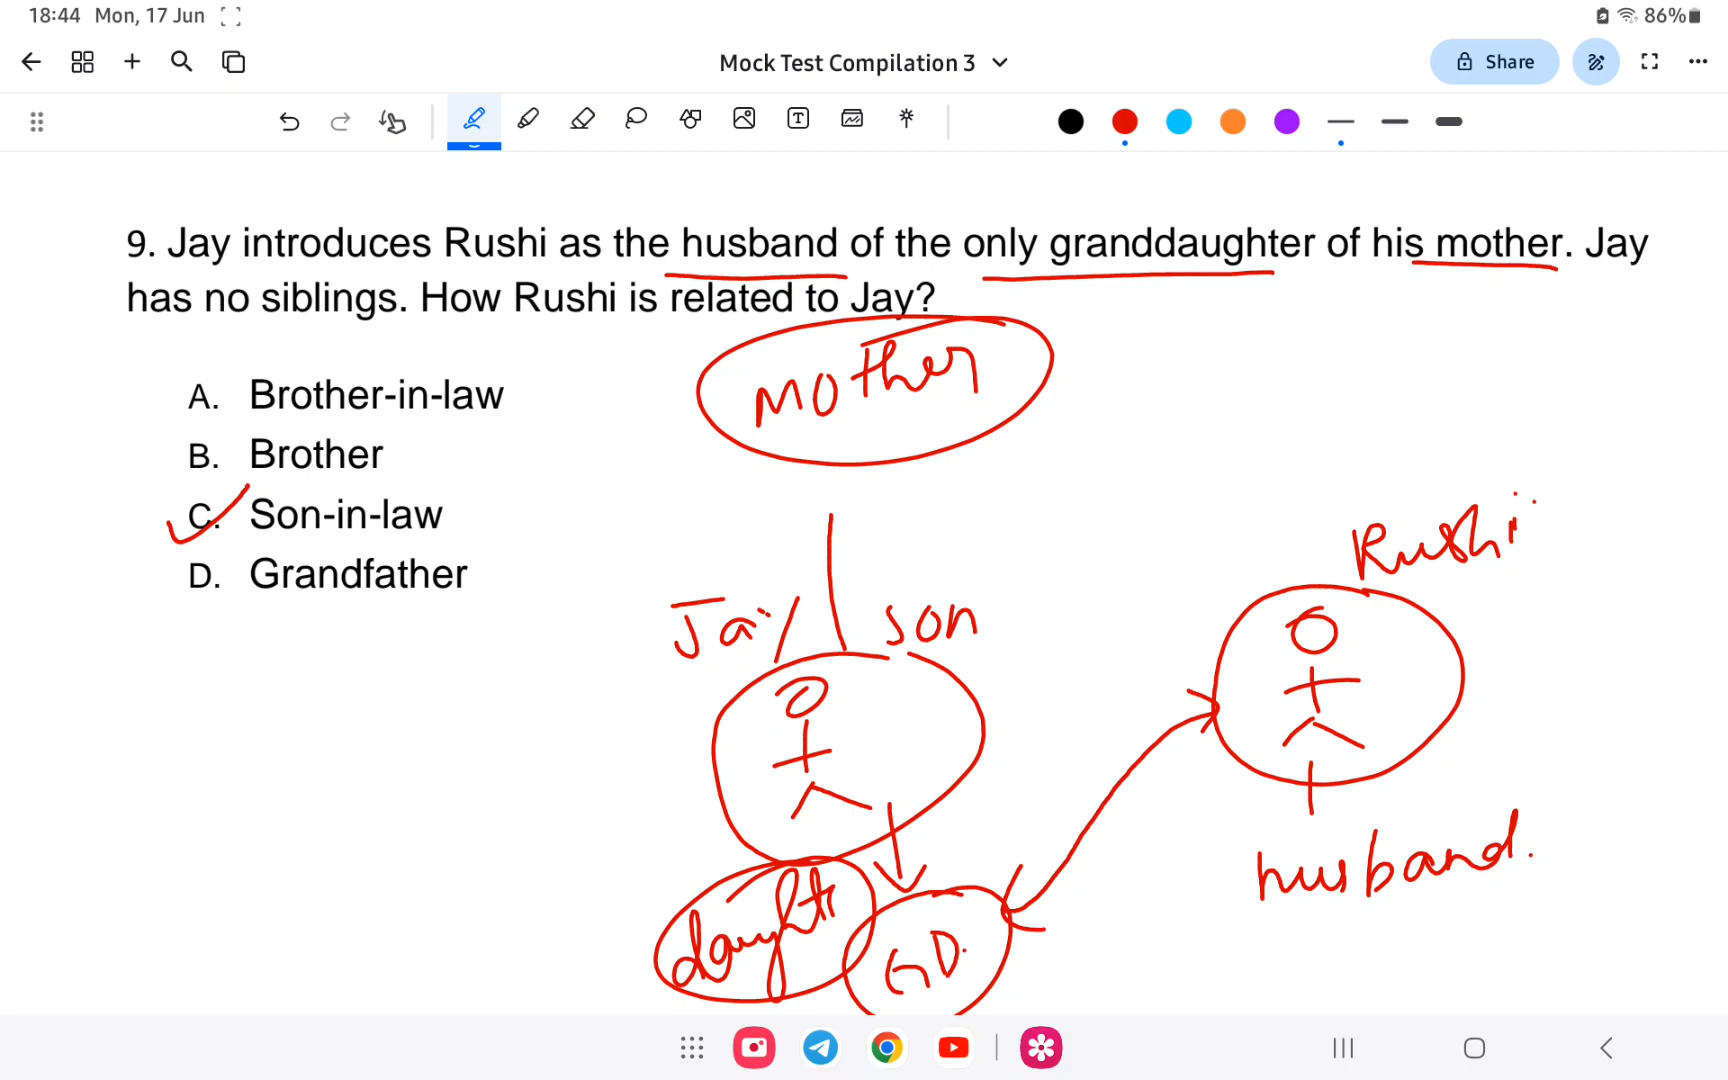 18:44 Mon, 17 Jun
86%
Mock Test Compilation 3
Share
9. Jay introduces Rushi as the husband of the only granddaughter of his mother. Jay
has no siblings. How Rushi is related to Jay?
A. Brother-in-law
B. Brother
C. Son-in-law
D. Grandfather
Mother
Rushi
Jay
son
husband.
daught
GD.